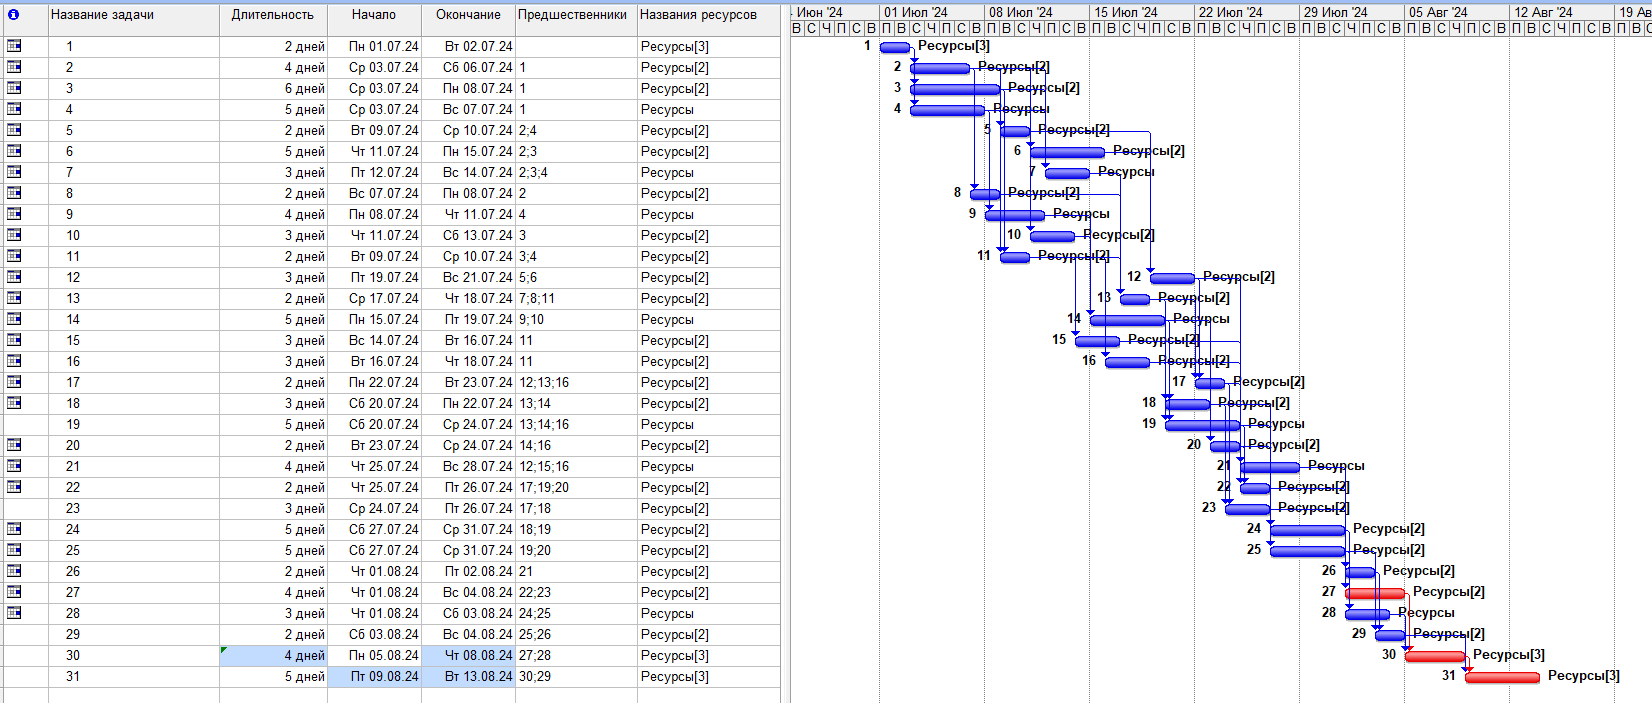 Название задачи Длительность Начало Окончание Предшественники Названия ресурсов
1 2 дней Пн 01.07.24 Вт 02.07.24 Ресурсы[3]
2 4 дней Ср 03.07.24 Сб 06.07.24 1 Ресурсы[2]
3 6 дней Ср 03.07.24 Пн 08.07.24 1 Ресурсы[2]
4 5 дней Ср 03.07.24 Вс 07.07.24 1 Ресурсы
5 2 дней Вт 09.07.24 Ср 10.07.24 2;4 Ресурсы[2]
6 5 дней Чт 11.07.24 Пн 15.07.24 2;3 Ресурсы[2]
7 3 дней Пт 12.07.24 Вс 14.07.24 2;3;4 Ресурсы
8 2 дней Вс 07.07.24 Пн 08.07.24 2 Ресурсы[2]
9 4 дней Пн 08.07.24 Чт 11.07.24 4 Ресурсы
10 3 дней Чт 11.07.24 Сб 13.07.24 3 Ресурсы[2]
11 2 дней Вт 09.07.24 Ср 10.07.24 3;4 Ресурсы[2]
12 3 дней Пт 19.07.24 Вс 21.07.24 5;6 Ресурсы[2]
13 2 дней Ср 17.07.24 Чт 18.07.24 7;8;11 Ресурсы[2]
14 5 дней Пн 15.07.24 Пт 19.07.24 9;10 Ресурсы
15 3 дней Вс 14.07.24 Вт 16.07.24 11 Ресурсы[2]
16 3 дней Вт 16.07.24 Чт 18.07.24 11 Ресурсы[2]
17 2 дней Пн 22.07.24 Вт 23.07.24 12;13;16 Ресурсы[2]
18 3 дней Сб 20.07.24 Пн 22.07.24 13;14 Ресурсы[2]
19 5 дней Сб 20.07.24 Ср 24.07.24 13;14;16 Ресурсы
20 2 дней Вт 23.07.24 Ср 24.07.24 14;16 Ресурсы[2]
21 4 дней Чт 25.07.24 Вс 28.07.24 12;15;16 Ресурсы
22 2 дней Чт 25.07.24 Пт 26.07.24 17;19;20 Ресурсы[2]
23 3 дней Ср 24.07.24 Пт 26.07.24 17;18 Ресурсы[2]
24 5 дней Сб 27.07.24 Ср 31.07.24 18;19 Ресурсы[2]
25 5 дней Сб 27.07.24 Ср 31.07.24 19;20 Ресурсы[2]
26 2 дней Чт 01.08.24 Пт 02.08.24 21 Ресурсы[2]
27 4 дней Чт 01.08.24 Вс 04.08.24 22;23 Ресурсы[2]
28 3 дней Чт 01.08.24 Сб 03.08.24 24;25 Ресурсы
29 2 дней Сб 03.08.24 Вс 04.08.24 25;26 Ресурсы[2]
30 4 дней Пн 05.08.24 Чт 08.08.24 27;28 Ресурсы[3]
31 5 дней Пт 09.08.24 Вт 13.08.24 30;29 Ресурсы[3]
Июн '24 01 Июл '24 08 Июл '24 15 Июл '24 22 Июл '24 29 Июл '24 05 Авг '24 12 Авг '24 19 Ав
В С Ч П С В П В С Ч П С В П В С Ч П С В П В С Ч П С В П В С Ч П С В П В С Ч П С В П В С Ч П С В П В С Ч П С В П В С
1 Ресурсы[3]
2 Ресурсы[2]
3 Ресурсы[2]
4 Ресурсы
5 Ресурсы[2]
6 Ресурсы[2]
7 Ресурсы
8 Ресурсы[2]
9 Ресурсы
10 Ресурсы[2]
11 Ресурсы[2]
12 Ресурсы[2]
13 Ресурсы[2]
14 Ресурсы
15 Ресурсы[2]
16 Ресурсы[2]
17 Ресурсы[2]
18 Ресурсы[2]
19 Ресурсы
20 Ресурсы[2]
21 Ресурсы
22 Ресурсы[2]
23 Ресурсы[2]
24 Ресурсы[2]
25 Ресурсы[2]
26 Ресурсы[2]
27 Ресурсы[2]
28 Ресурсы
29 Ресурсы[2]
30 Ресурсы[3]
31 Ресурсы[3]